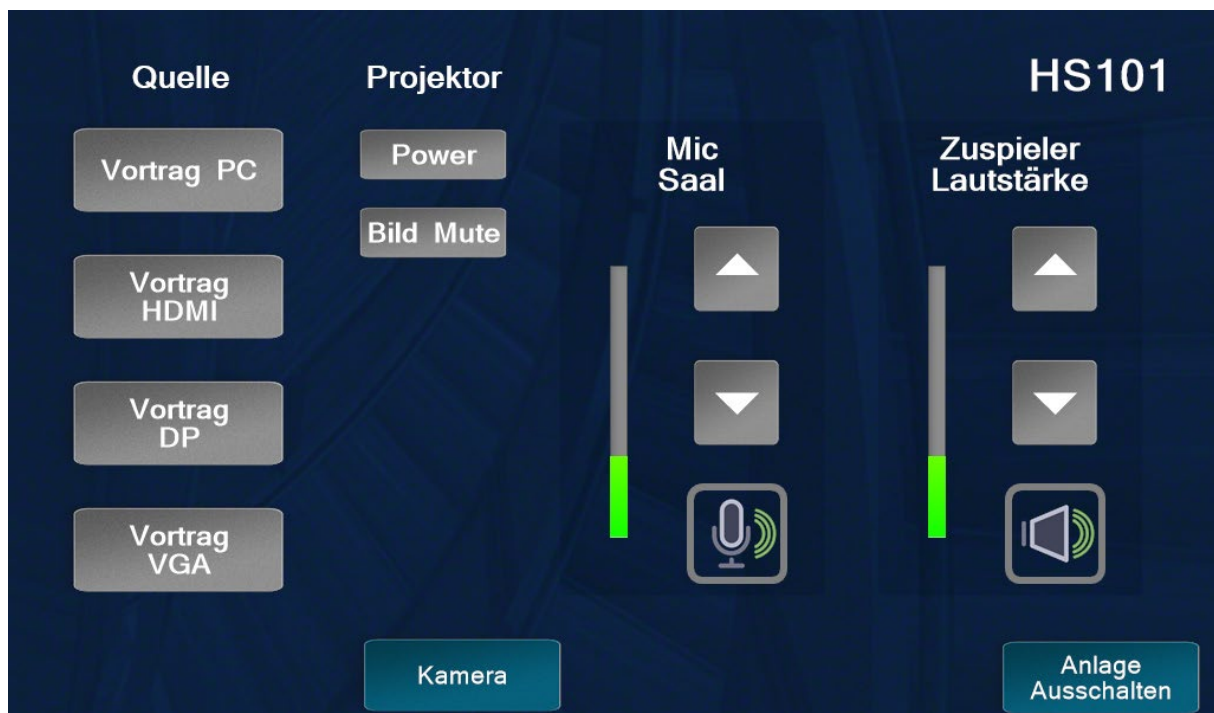 Quelle
Projektor
HS101
Vortrag PC
Power
Mic
Saal
Zuspieler
Lautstärke
Bild Mute
Vortrag
HDMI
Vortrag
DP
Vortrag
VGA
Kamera
Anlage
Ausschalten